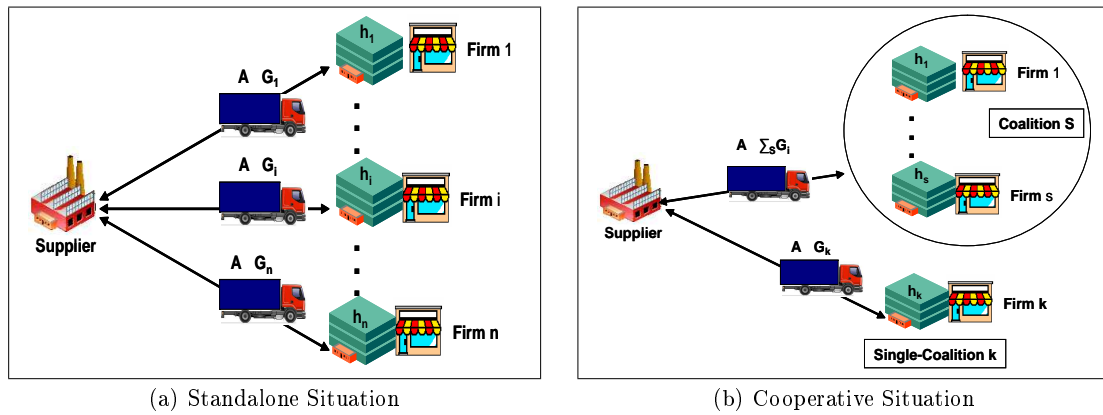 h1
Firm 1
A G1
A Gi
hi
Firm i
Supplier
A Gn
hn
Firm n
(a) Standalone Situation
h1
Firm 1
Coalition S
A ∑SGi
hs
Firm s
Supplier
A Gk
hk
Firm k
Single-Coalition k
(b) Cooperative Situation